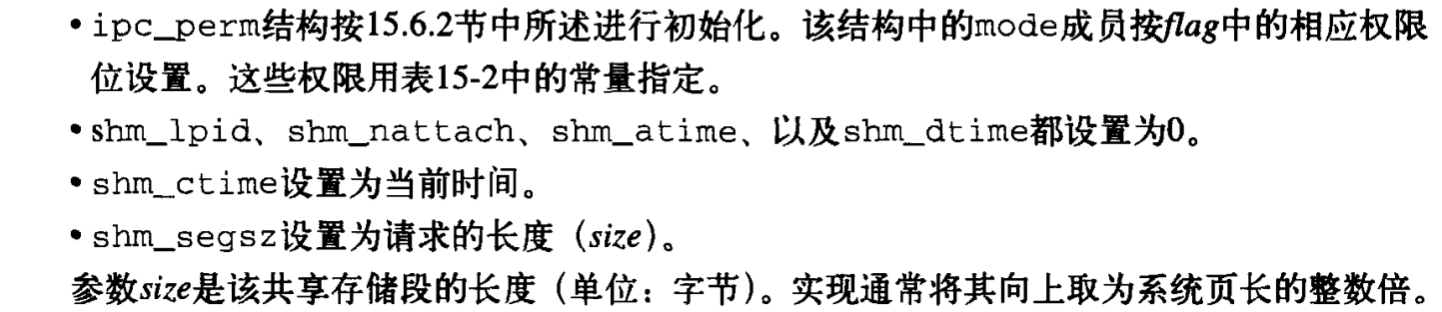 • ipc_perm结构按15.6.2节中所述进行初始化。该结构中的mode成员按flag中的相应权限
位设置。这些权限用表15-2中的常量指定。
• shm_lpid、shm_nattach、shm_atime、以及shm_dtime都设置为0。
• shm_ctime设置为当前时间。
• shm_segsz设置为请求的长度（size）。
参数size是该共享存储段的长度（单位：字节）。实现通常将其向上取为系统页长的整数倍。